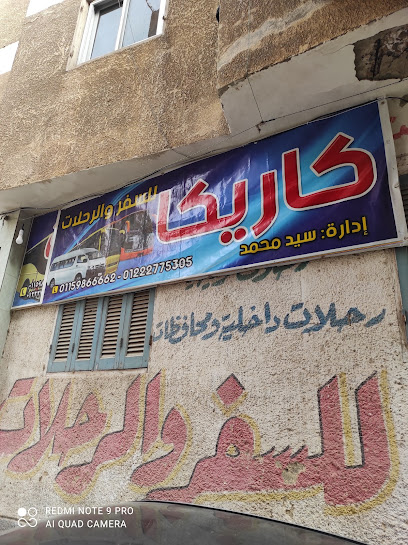 كاريكا
للسفر والرحلات
إدارة: سيد محمد
01159866662 - 01222775305
رحلات داخلية ومحافظات
للسفر والرحلات
REDMI NOTE 9 PRO
AI QUAD CAMERA